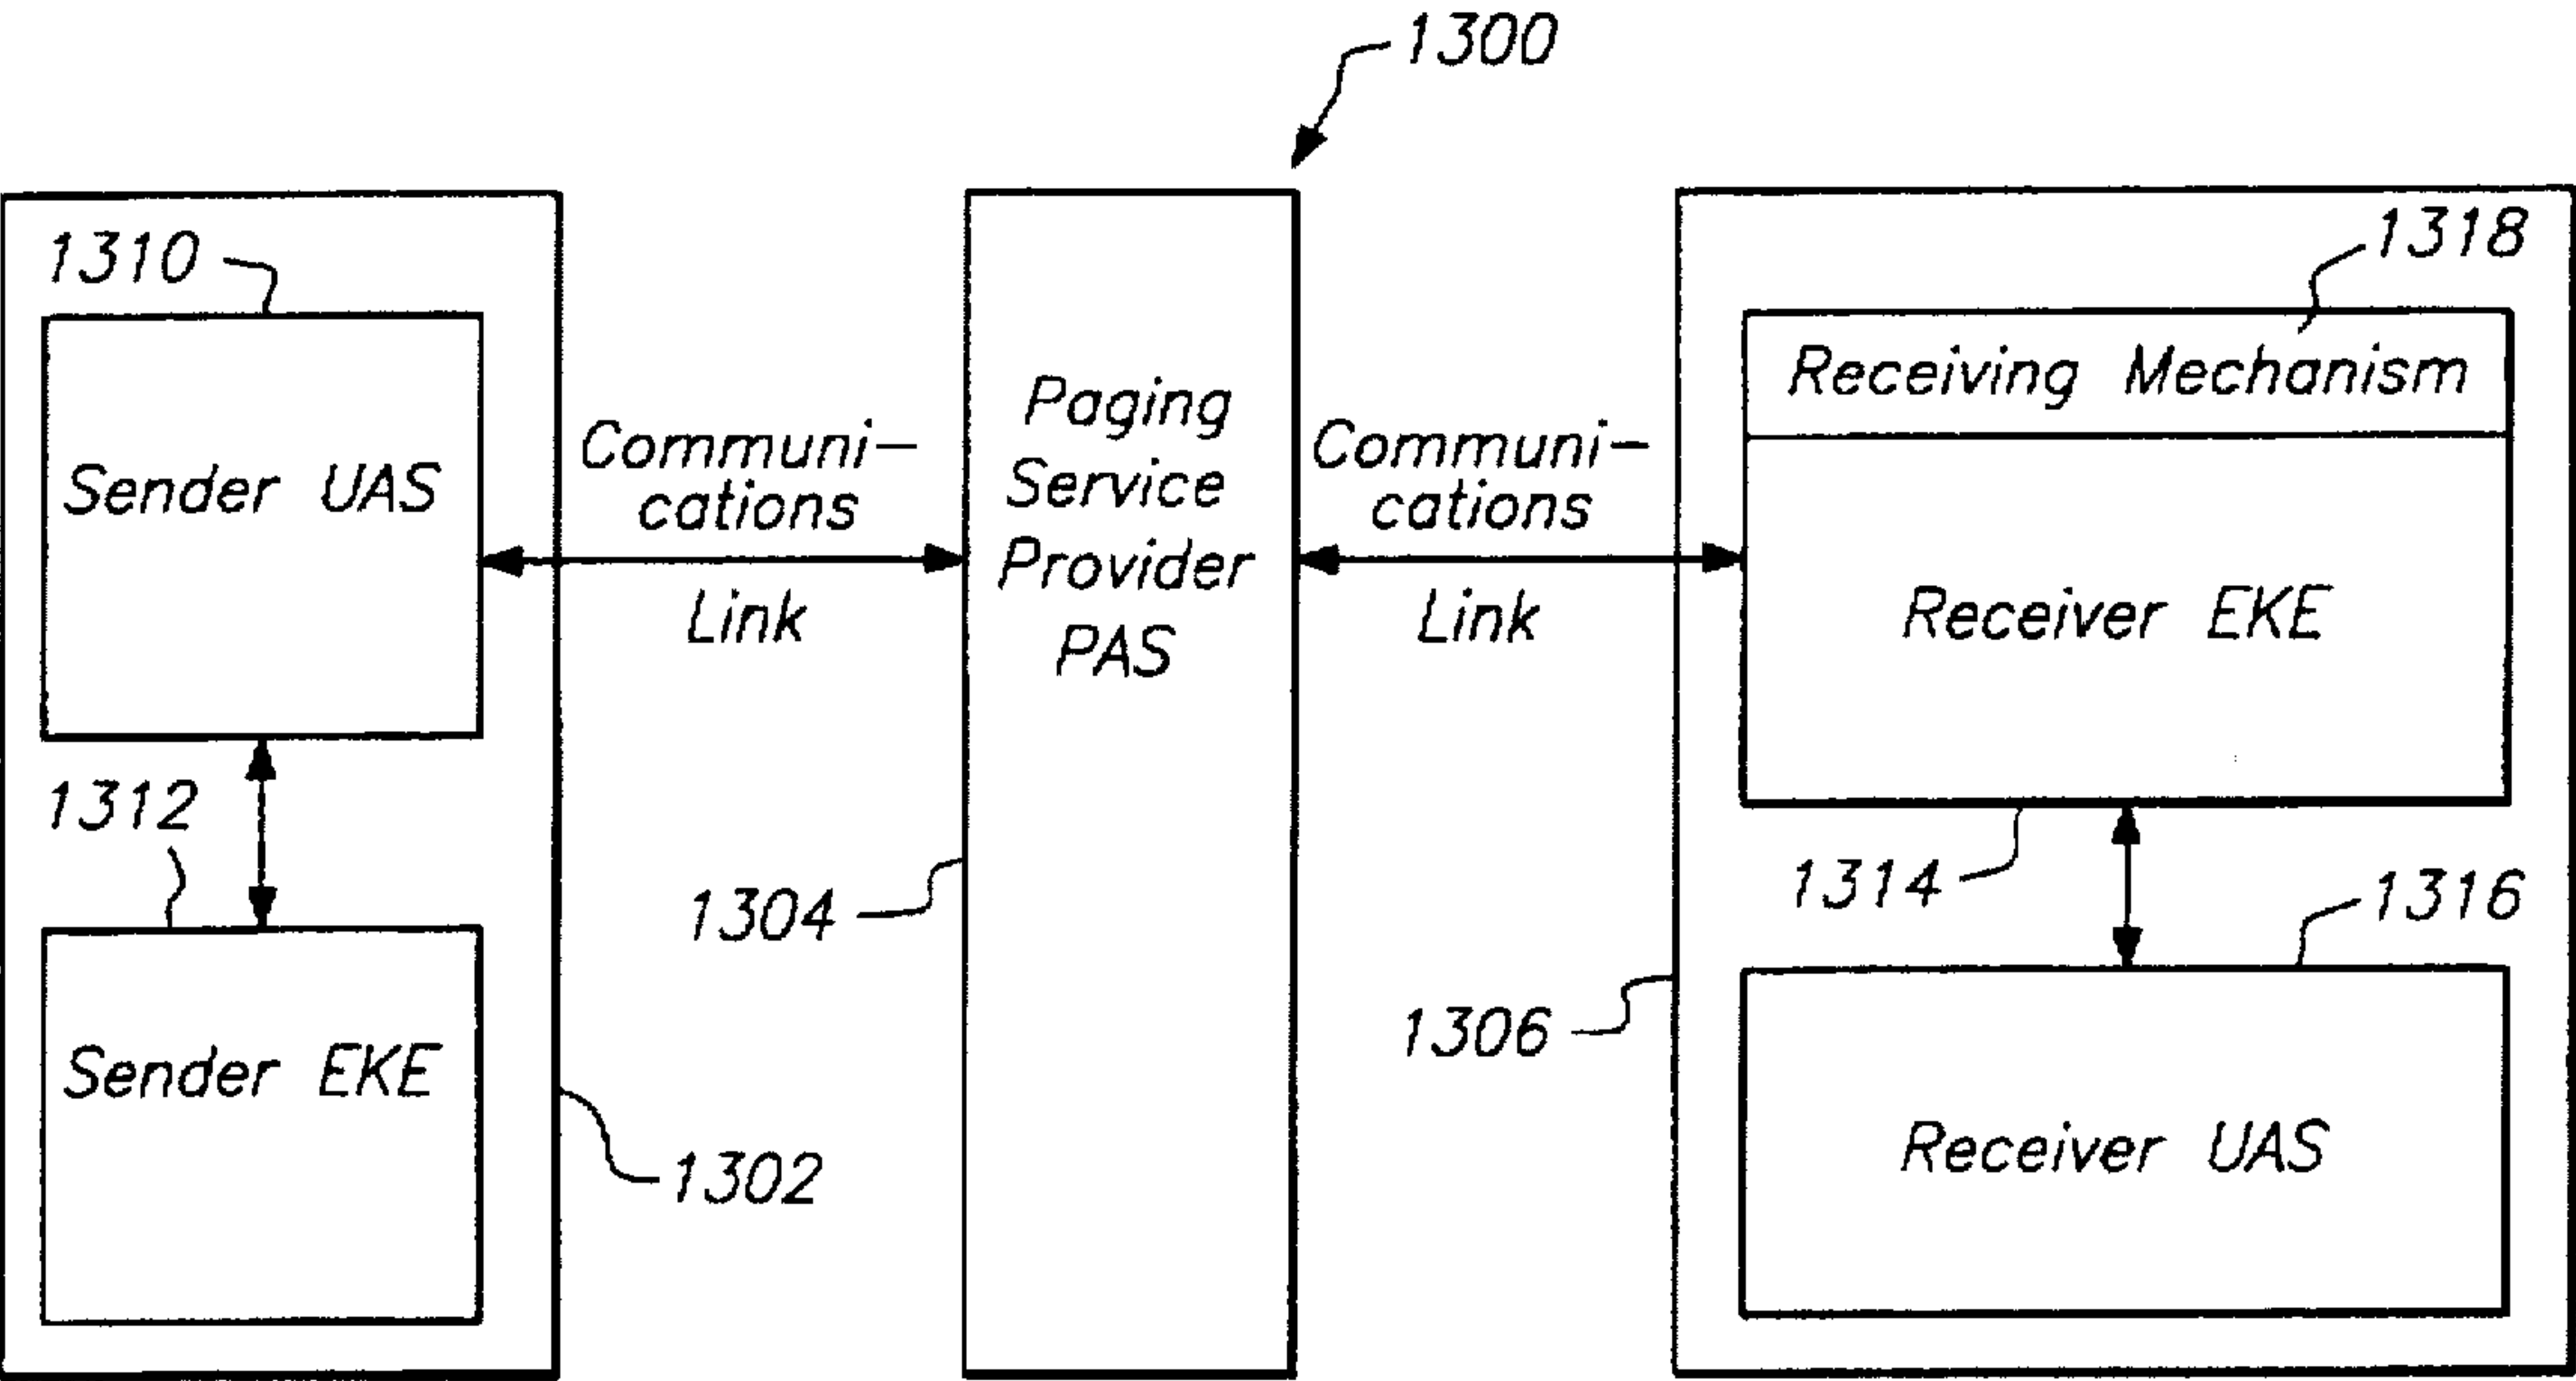 1300
1310
Sender UAS
1312
Sender EKE
1302
Communi-
cations
Link
Paging
Service
Provider
PAS
1304
Communi-
cations
Link
1306
1318
Receiving Mechanism
Receiver EKE
1314
1316
Receiver UAS